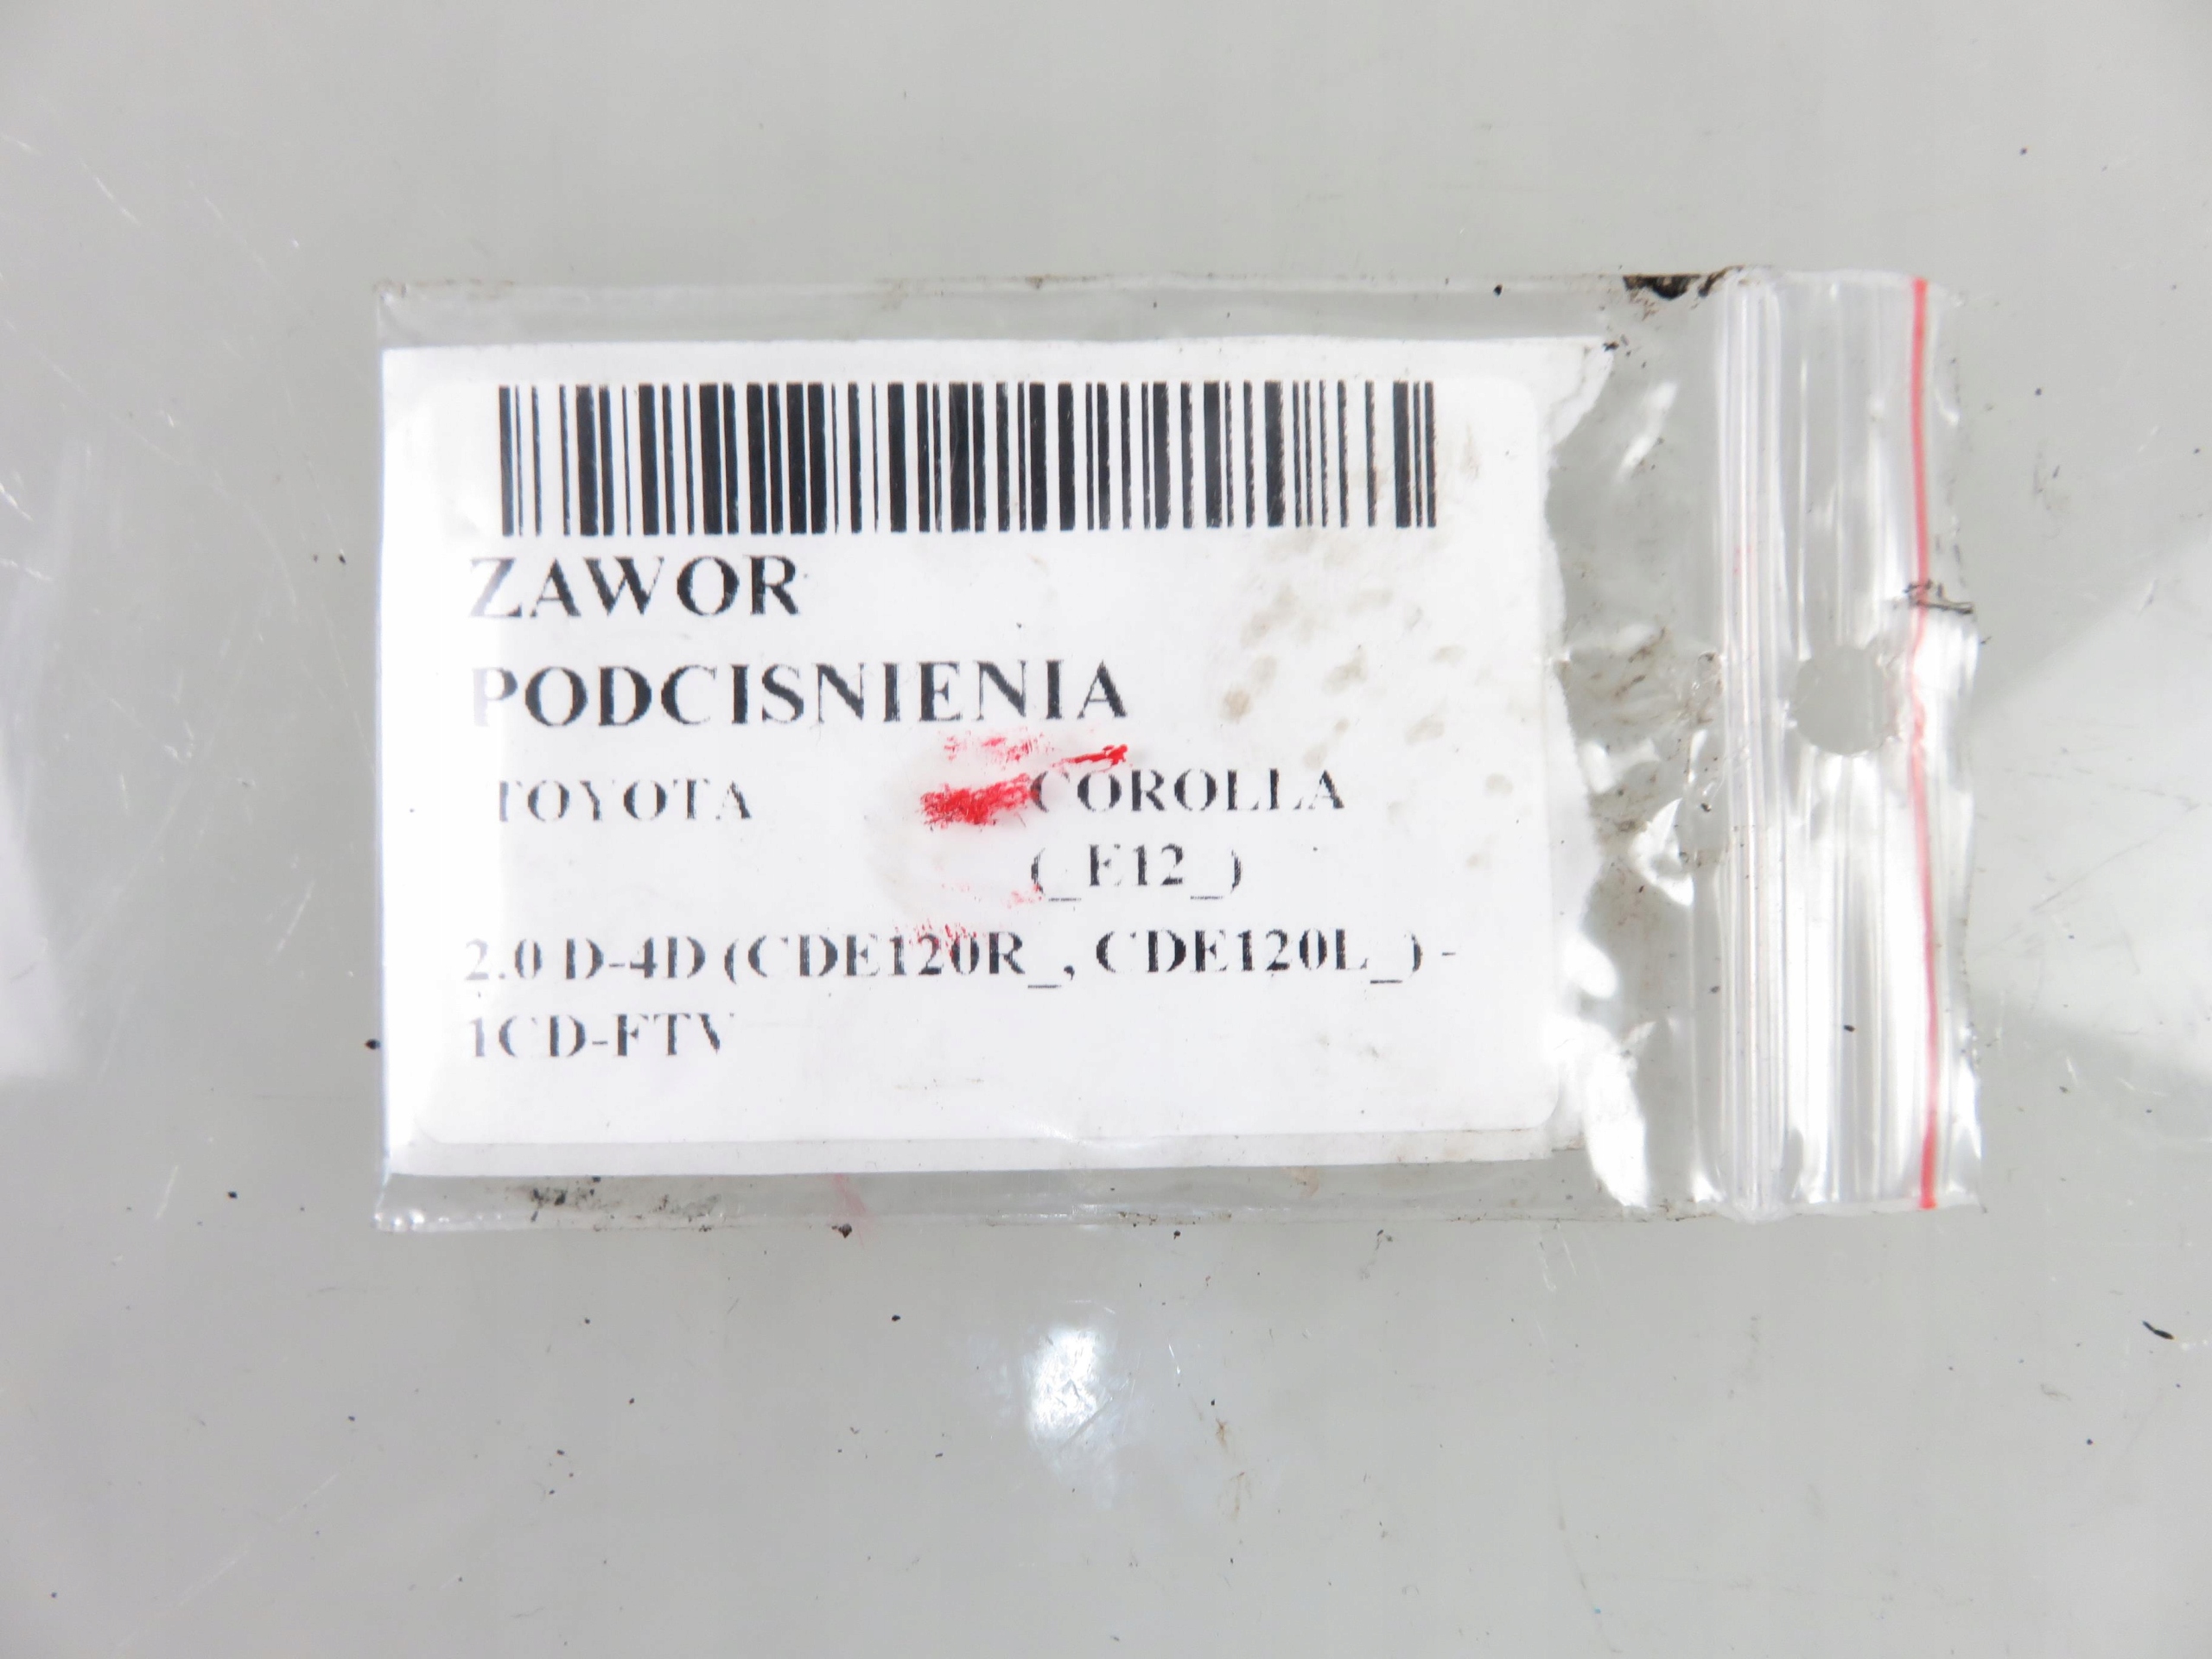 ZAWOR
PODCISNIENIA
TOYOTA COROLLA
(_E12_)
2.0 D-4D (CDE120R_, CDE120L_) -
1CD-FTV